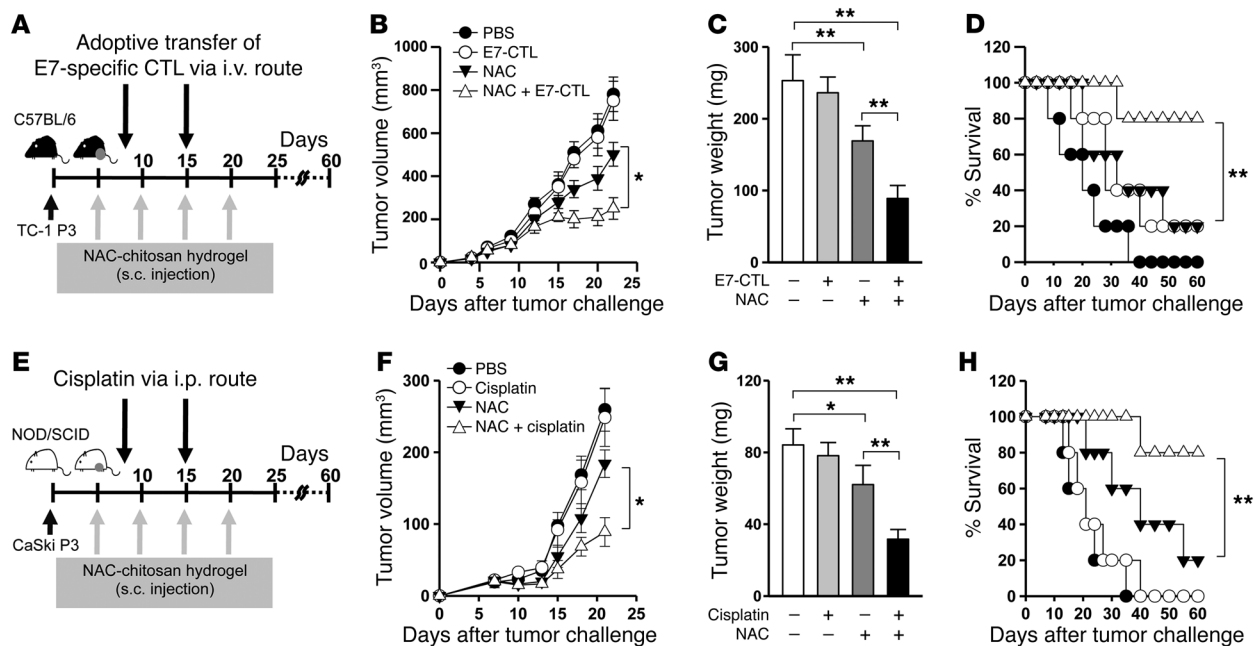 A
Adoptive transfer of
E7-specific CTL via i.v. route
C57BL/6
Days
10 15 20 25 60
TC-1 P3
NAC-chitosan hydrogel
(s.c. injection)
B
PBS
E7-CTL
NAC
NAC + E7-CTL
Tumor volume (mm³)
1000
800
600
400
200
0
*
0 5 10 15 20 25
Days after tumor challenge
C
**
**
**
Tumor weight (mg)
300
200
100
0
E7-CTL − + − +
NAC − − + +
D
% Survival
120
100
80
60
40
20
0
**
0 10 20 30 40 50 60
Days after tumor challenge
E
Cisplatin via i.p. route
NOD/SCID
Days
10 15 20 25 60
CaSki P3
NAC-chitosan hydrogel
(s.c. injection)
F
PBS
Cisplatin
NAC
NAC + cisplatin
Tumor volume (mm³)
300
200
100
0
*
0 5 10 15 20 25
Days after tumor challenge
G
**
*
**
Tumor weight (mg)
120
80
40
0
Cisplatin − + − +
NAC − − + +
H
% Survival
120
100
80
60
40
20
0
**
0 10 20 30 40 50 60
Days after tumor challenge